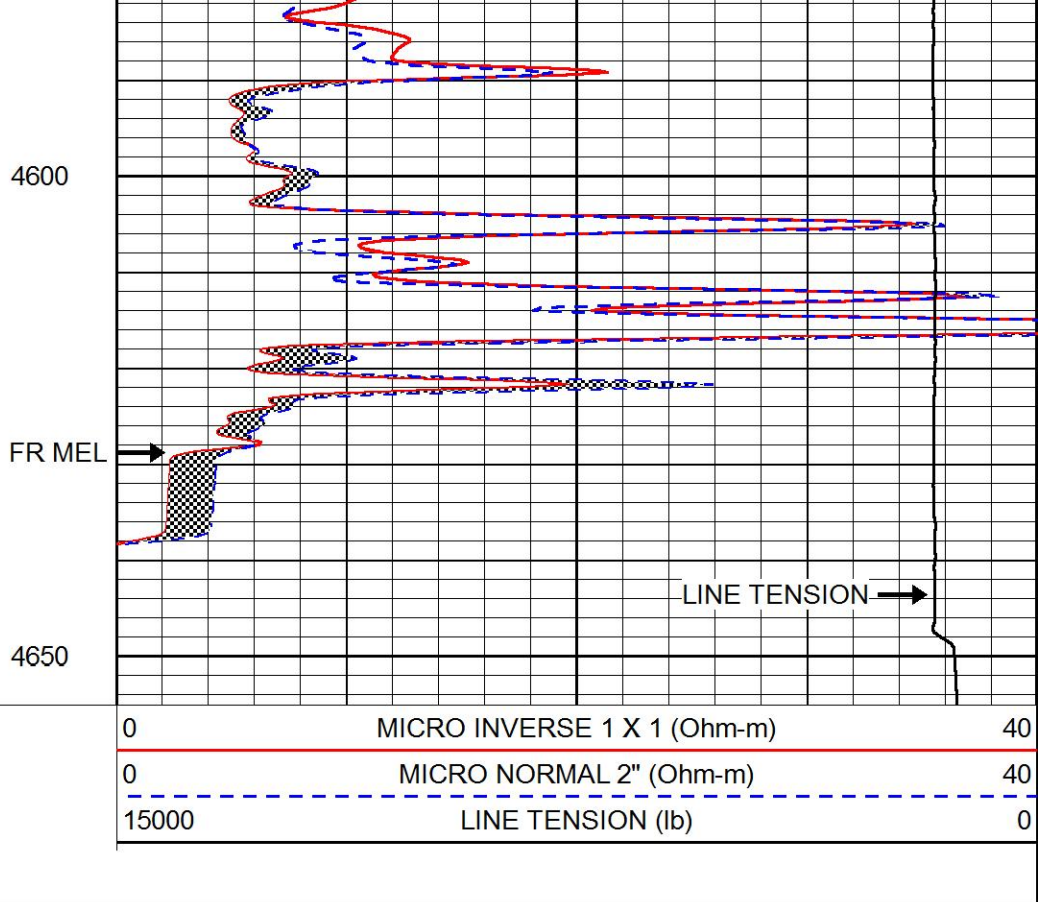 4600
FR MEL
LINE TENSION
4650
0 MICRO INVERSE 1 X 1 (Ohm-m) 40
0 MICRO NORMAL 2" (Ohm-m) 40
15000 LINE TENSION (lb) 0